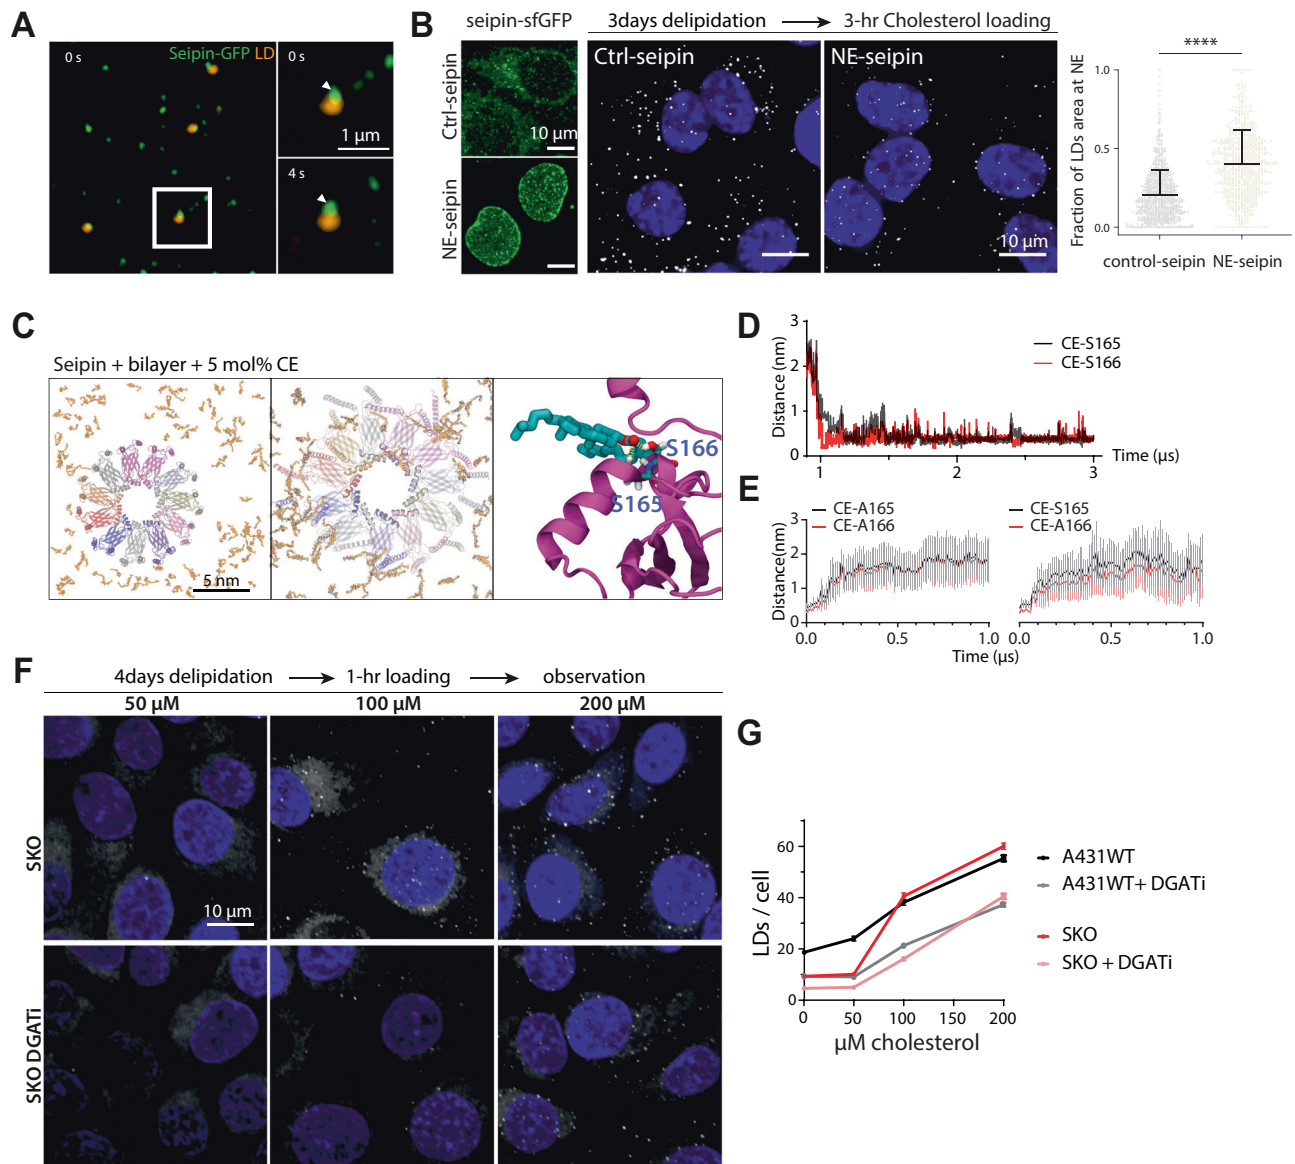 A
0 s
Seipin-GFP LD
0 s
1 µm
4 s
B
seipin-sfGFP
3days delipidation
3-hr Cholesterol loading
Ctrl-seipin
10 µm
NE-seipin
Ctrl-seipin
NE-seipin
10 µm
****
Fraction of LDs area at NE
1.0
0.5
0.0
control-seipin
NE-seipin
C
Seipin + bilayer + 5 mol% CE
5 nm
S166
S165
D
Distance (nm)
3
2
1
0
CE-S165
CE-S166
1
2
3
Time (µs)
E
Distance(nm)
3
2
1
0
CE-A165
CE-A166
0.0
0.5
1.0
CE-S165
CE-S166
0.0
0.5
1.0
Time (µs)
F
4days delipidation
1-hr loading
observation
50 µM
100 µM
200 µM
SKO
10 µm
SKO DGATi
G
LDs / cell
60
40
20
0
0
50
100
150
200
µM cholesterol
A431WT
A431WT+ DGATi
SKO
SKO + DGATi